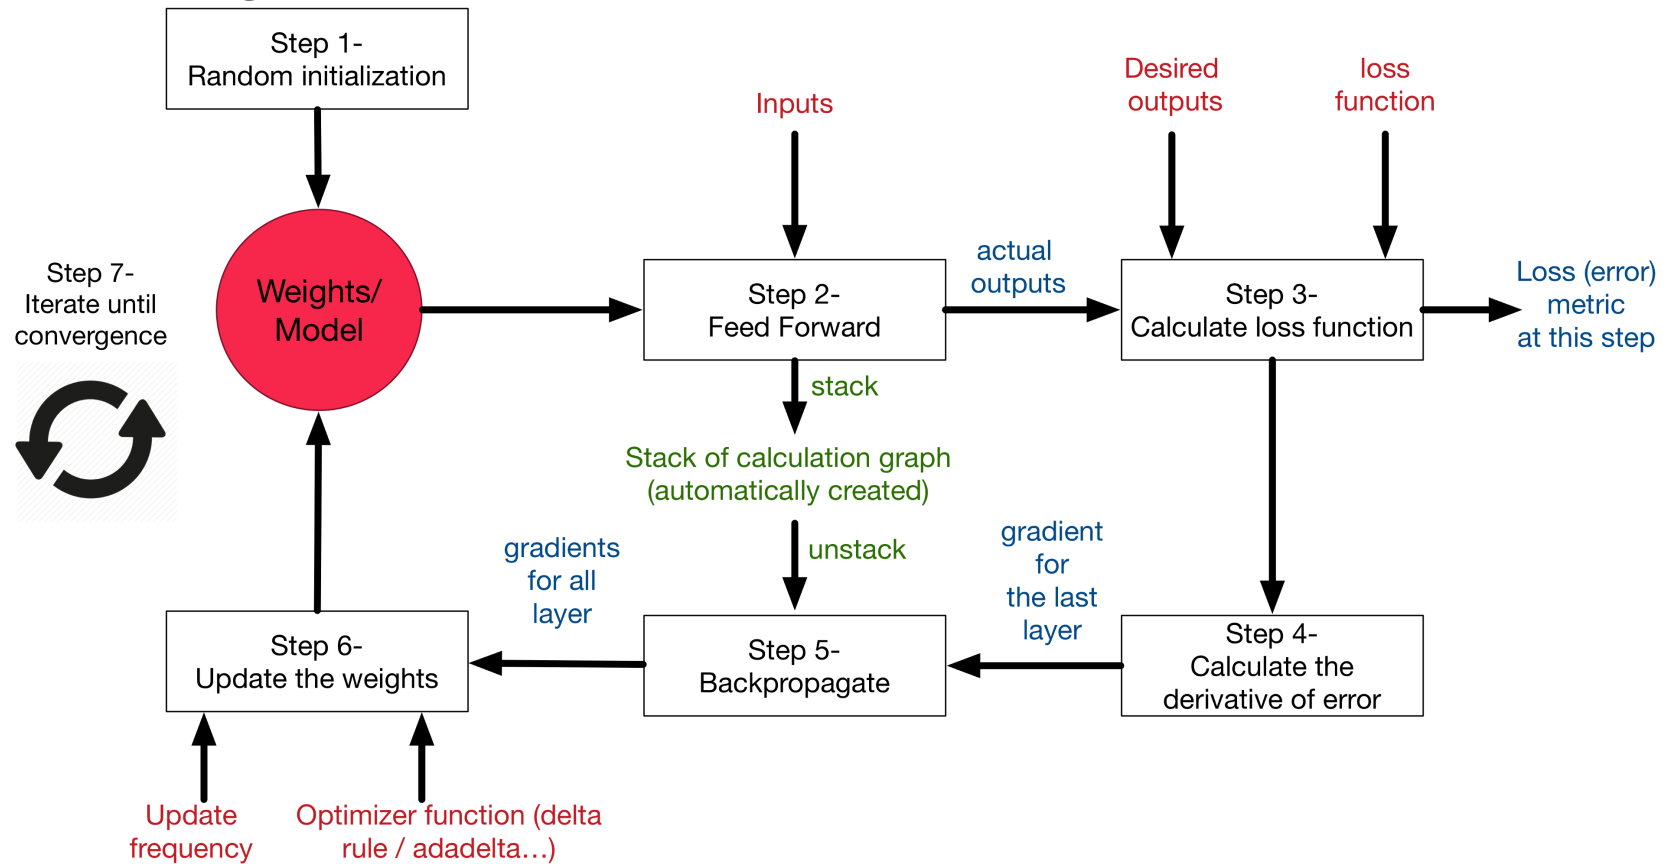 Step 1-
Random initialization
Inputs
Desired
outputs
loss
function
Step 7-
Iterate until
convergence
Weights/
Model
Step 2-
Feed Forward
actual
outputs
Step 3-
Calculate loss function
Loss (error)
metric
at this step
stack
Stack of calculation graph
(automatically created)
unstack
gradients
for all
layer
gradient
for
the last
layer
Step 6-
Update the weights
Step 5-
Backpropagate
Step 4-
Calculate the
derivative of error
Update
frequency
Optimizer function (delta
rule / adadelta...)